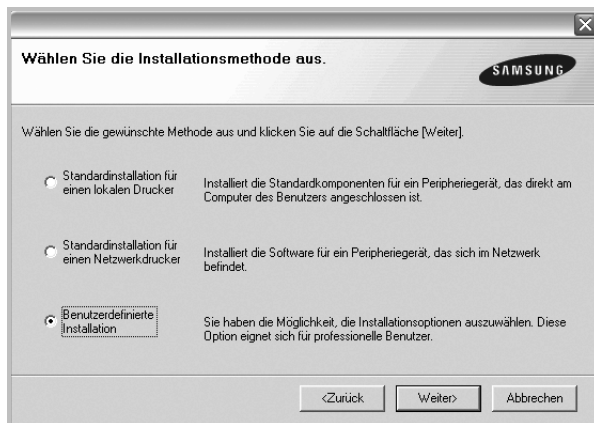 Wählen Sie die Installationsmethode aus.
SAMSUNG
Wählen Sie die gewünschte Methode aus und klicken Sie auf die Schaltfläche [Weiter].
Standardinstallation für
einen lokalen Drucker
Installiert die Standardkomponenten für ein Peripheriegerät, das direkt am
Computer des Benutzers angeschlossen ist.
Standardinstallation für
einen Netzwerkdrucker
Installiert die Software für ein Peripheriegerät, das sich im Netzwerk
befindet.
Benutzerdefinierte
Installation
Sie haben die Möglichkeit, die Installationsoptionen auszuwählen. Diese
Option eignet sich für professionelle Benutzer.
<Zurück
Weiter>
Abbrechen